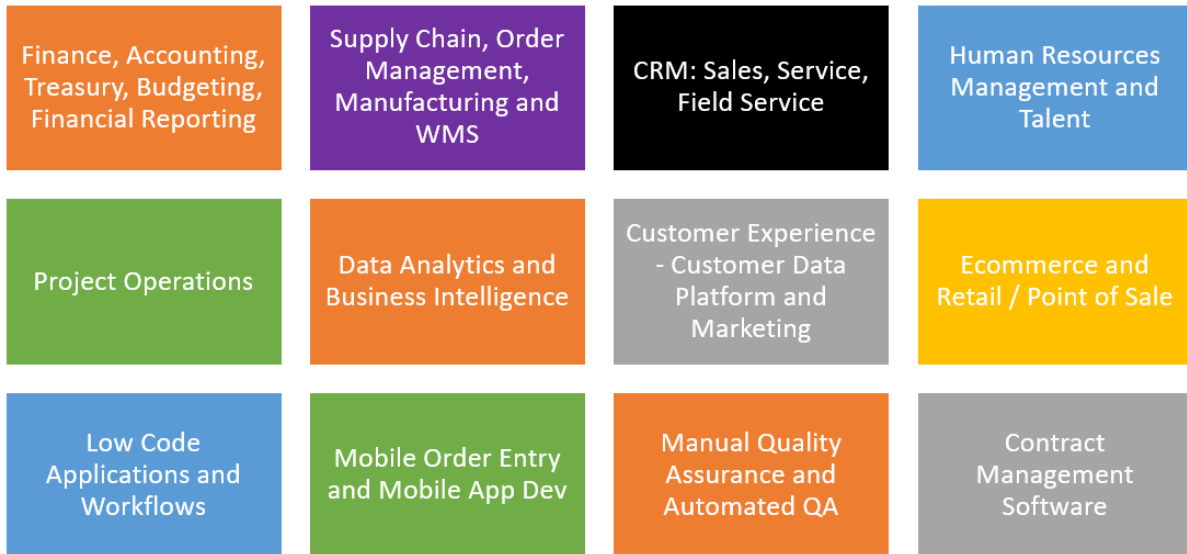 Finance, Accounting,
Treasury, Budgeting,
Financial Reporting
Supply Chain, Order
Management,
Manufacturing and
WMS
CRM: Sales, Service,
Field Service
Human Resources
Management and
Talent
Project Operations
Data Analytics and
Business Intelligence
Customer Experience
- Customer Data
Platform and
Marketing
Ecommerce and
Retail / Point of Sale
Low Code
Applications and
Workflows
Mobile Order Entry
and Mobile App Dev
Manual Quality
Assurance and
Automated QA
Contract
Management
Software